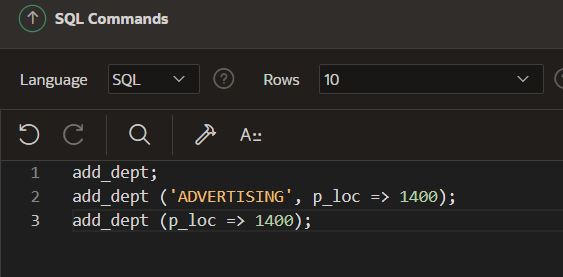 SQL Commands
Language SQL Rows 10
A::
1 add_dept;
2 add_dept ('ADVERTISING', p_loc => 1400);
3 add_dept (p_loc => 1400);